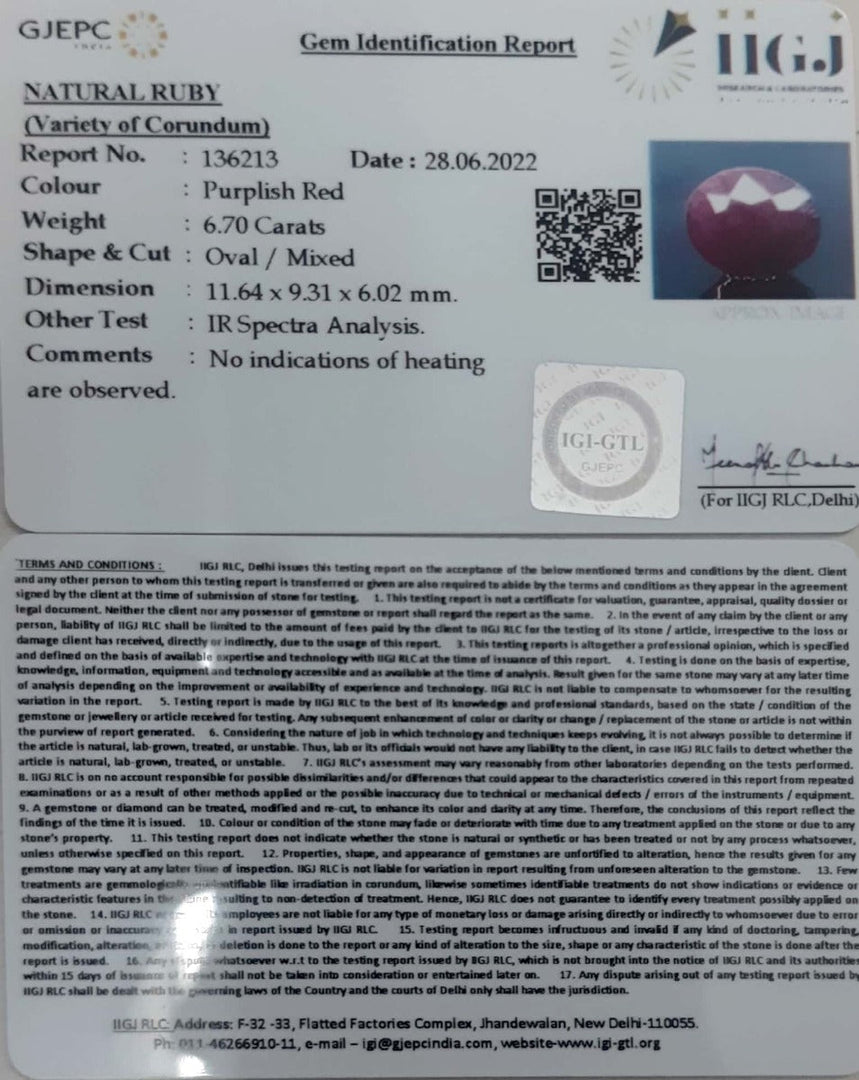 GJEPC
INDIA
Gem Identification Report
IIGJ
RESEARCH & LABORATORIES
NATURAL RUBY
(Variety of Corundum)
Report No. : 136213 Date : 28.06.2022
Colour : Purplish Red
Weight : 6.70 Carats
Shape & Cut : Oval / Mixed
Dimension : 11.64 x 9.31 x 6.02 mm.
Other Test : IR Spectra Analysis.
Comments : No indications of heating
are observed.
APPROX IMAGE
IGI-GTL
GJEPC
(For IIGJ RLC,Delhi)
TERMS AND CONDITIONS : IIGJ RLC, Delhi issues this testing report on the acceptance of the below mentioned terms and conditions by the client. Client
and any other person to whom this testing report is transferred or given are also required to abide by the terms and conditions as they appear in the agreement
signed by the client at the time of submission of stone for testing. 1. This testing report is not a certificate for valuation, guarantee, appraisal, quality dossier or
legal document. Neither the client nor any possessor of gemstone or report shall regard the report as the same. 2. In the event of any claim by the client or any
person, liability of IIGJ RLC shall be limited to the amount of fees paid by the client to IIGJ RLC for the testing of its stone / article, irrespective to the loss or
damage client has received, directly or indirectly, due to the usage of this report. 3. This testing reports is altogether a professional opinion, which is specified
and defined on the basis of available expertise and technology with IIGJ RLC at the time of issuance of this report. 4. Testing is done on the basis of expertise,
knowledge, information, equipment and technology accessible and as available at the time of analysis. Result given for the same stone may vary at any later time
of analysis depending on the improvement or availability of experience and technology. IIGJ RLC is not liable to compensate to whomsoever for the resulting
variation in the report. 5. Testing report is made by IIGJ RLC to the best of its knowledge and professional standards, based on the state / condition of the
gemstone or jewellery or article received for testing. Any subsequent enhancement of color or clarity or change / replacement of the stone or article is not within
the purview of report generated. 6. Considering the nature of job in which technology and techniques keeps evolving, it is not always possible to determine if
the article is natural, lab-grown, treated, or unstable. Thus, lab or its officials would not have any liability to the client, in case IIGJ RLC fails to detect whether the
article is natural, lab-grown, treated, or unstable. 7. IIGJ RLC's assessment may vary reasonably from other laboratories depending on the tests performed.
8. IIGJ RLC is on no account responsible for possible dissimilarities and/or differences that could appear to the characteristics covered in this report from repeated
examinations or as a result of other methods applied or the possible inaccuracy due to technical or mechanical defects / errors of the instruments / equipment.
9. A gemstone or diamond can be treated, modified and re-cut, to enhance its color and clarity at any time. Therefore, the conclusions of this report reflect the
findings of the time it is issued. 10. Colour or condition of the stone may fade or deteriorate with time due to any treatment applied on the stone or due to any
stone's property. 11. This testing report does not indicate whether the stone is natural or synthetic or has been treated or not by any process whatsoever,
unless otherwise specified on this report. 12. Properties, shape, and appearance of gemstones are unfortified to alteration, hence the results given for any
gemstone may vary at any later time of inspection. IIGJ RLC is not liable for variation in report resulting from unforeseen alteration to the gemstone. 13. Few
treatments are gemmologically identifiable like irradiation in corundum, likewise sometimes identifiable treatments do not show indications or evidence or
characteristic features in the resulting to non-detection of treatment. Hence, IIGJ RLC does not guarantee to identify every treatment possibly applied on
the stone. 14. IIGJ RLC its employees are not liable for any type of monetary loss or damage arising directly or indirectly to whomsoever due to error
or omission or inaccuracy in report issued by IIGJ RLC. 15. Testing report becomes infructuous and invalid if any kind of doctoring, tampering,
modification, alteration, deletion is done to the report or any kind of alteration to the size, shape or any characteristic of the stone is done after the
report is issued. 16. Any whatsoever w.r.t to the testing report issued by IIGJ RLC, which is not brought into the notice of IIGJ RLC and its authorities
within 15 days of issuance of report shall not be taken into consideration or entertained later on. 17. Any dispute arising out of any testing report issued by
IIGJ RLC shall be dealt with the governing laws of the Country and the courts of Delhi only shall have the jurisdiction.
IIGJ RLC: Address: F-32 -33, Flatted Factories Complex, Jhandewalan, New Delhi-110055.
Ph: 011-46266910-11, e-mail – igi@gjepcindia.com, website-www.igi-gtl.org